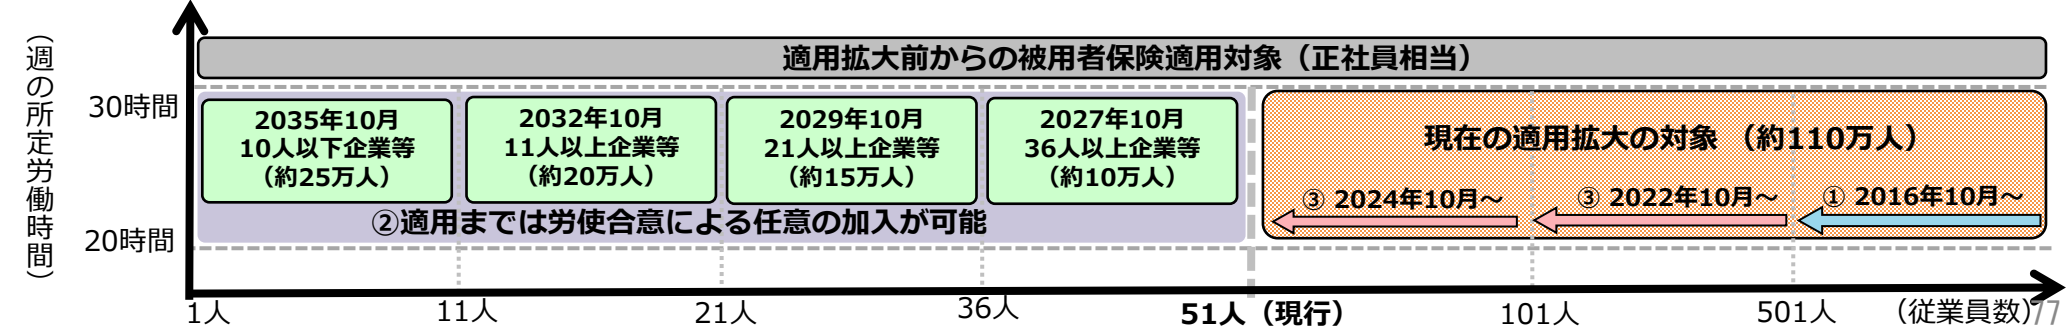 （週の所定労働時間）
適用拡大前からの被用者保険適用対象（正社員相当）
30時間
20時間
2035年10月
10人以下企業等
（約25万人）
2032年10月
11人以上企業等
（約20万人）
2029年10月
21人以上企業等
（約15万人）
2027年10月
36人以上企業等
（約10万人）
②適用までは労使合意による任意の加入が可能
現在の適用拡大の対象 （約110万人）
③ 2024年10月～
③ 2022年10月～
① 2016年10月～
1人
11人
21人
36人
51人（現行）
101人
501人
（従業員数）
77